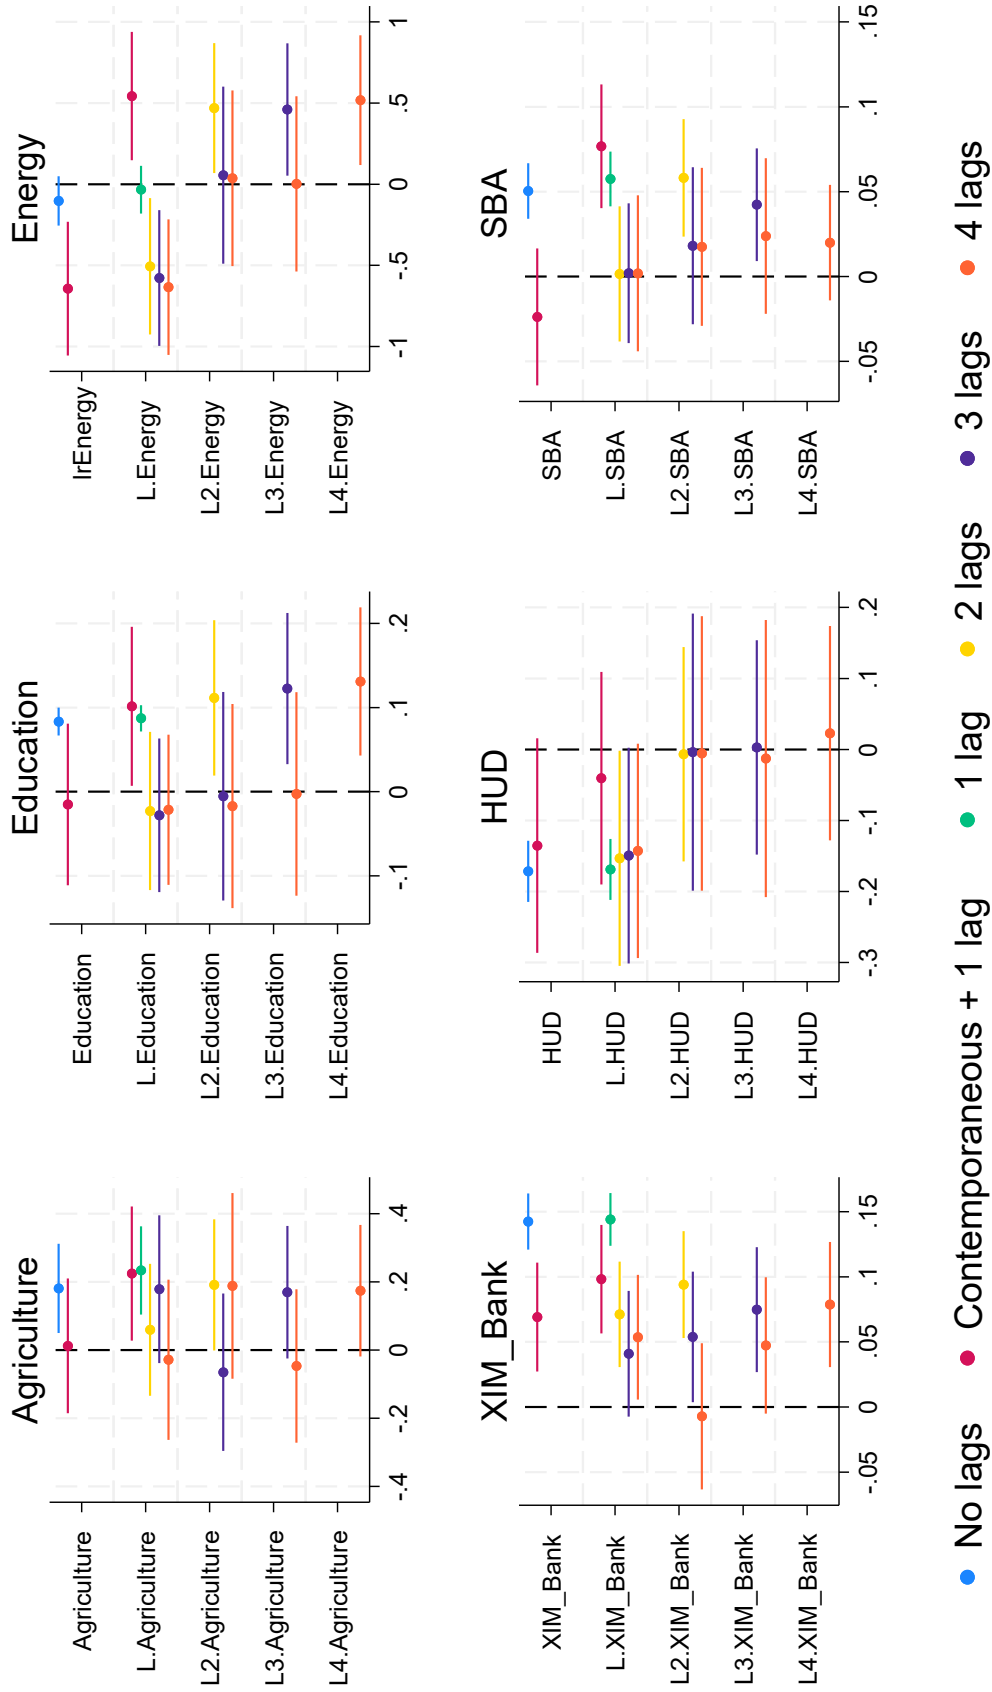 Agriculture
Agriculture
L.Agriculture
L2.Agriculture
L3.Agriculture
L4.Agriculture
-.4 -.2 0 .2 .4
Education
Education
L.Education
L2.Education
L3.Education
L4.Education
-.1 0 .1 .2
Energy
IrEnergy
L.Energy
L2.Energy
L3.Energy
L4.Energy
-1 -.5 0 .5 1
XIM_Bank
XIM_Bank
L.XIM_Bank
L2.XIM_Bank
L3.XIM_Bank
L4.XIM_Bank
-.05 0 .05 .1 .15
HUD
HUD
L.HUD
L2.HUD
L3.HUD
L4.HUD
-.3 -.2 -.1 0 .1 .2
SBA
SBA
L.SBA
L2.SBA
L3.SBA
L4.SBA
-.05 0 .05 .1 .15
No lags Contemporaneous + 1 lag 1 lag 2 lags 3 lags 4 lags